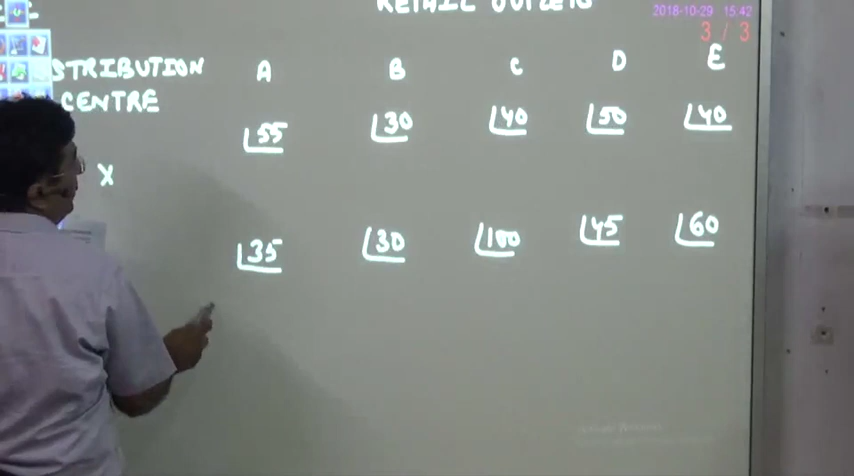 RETAIL OUTLETS
2018-10-29 15.42
3 / 3
STRIBUTION A B C D E
CENTRE
55 30 40 50 40
X
35 30 100 45 60